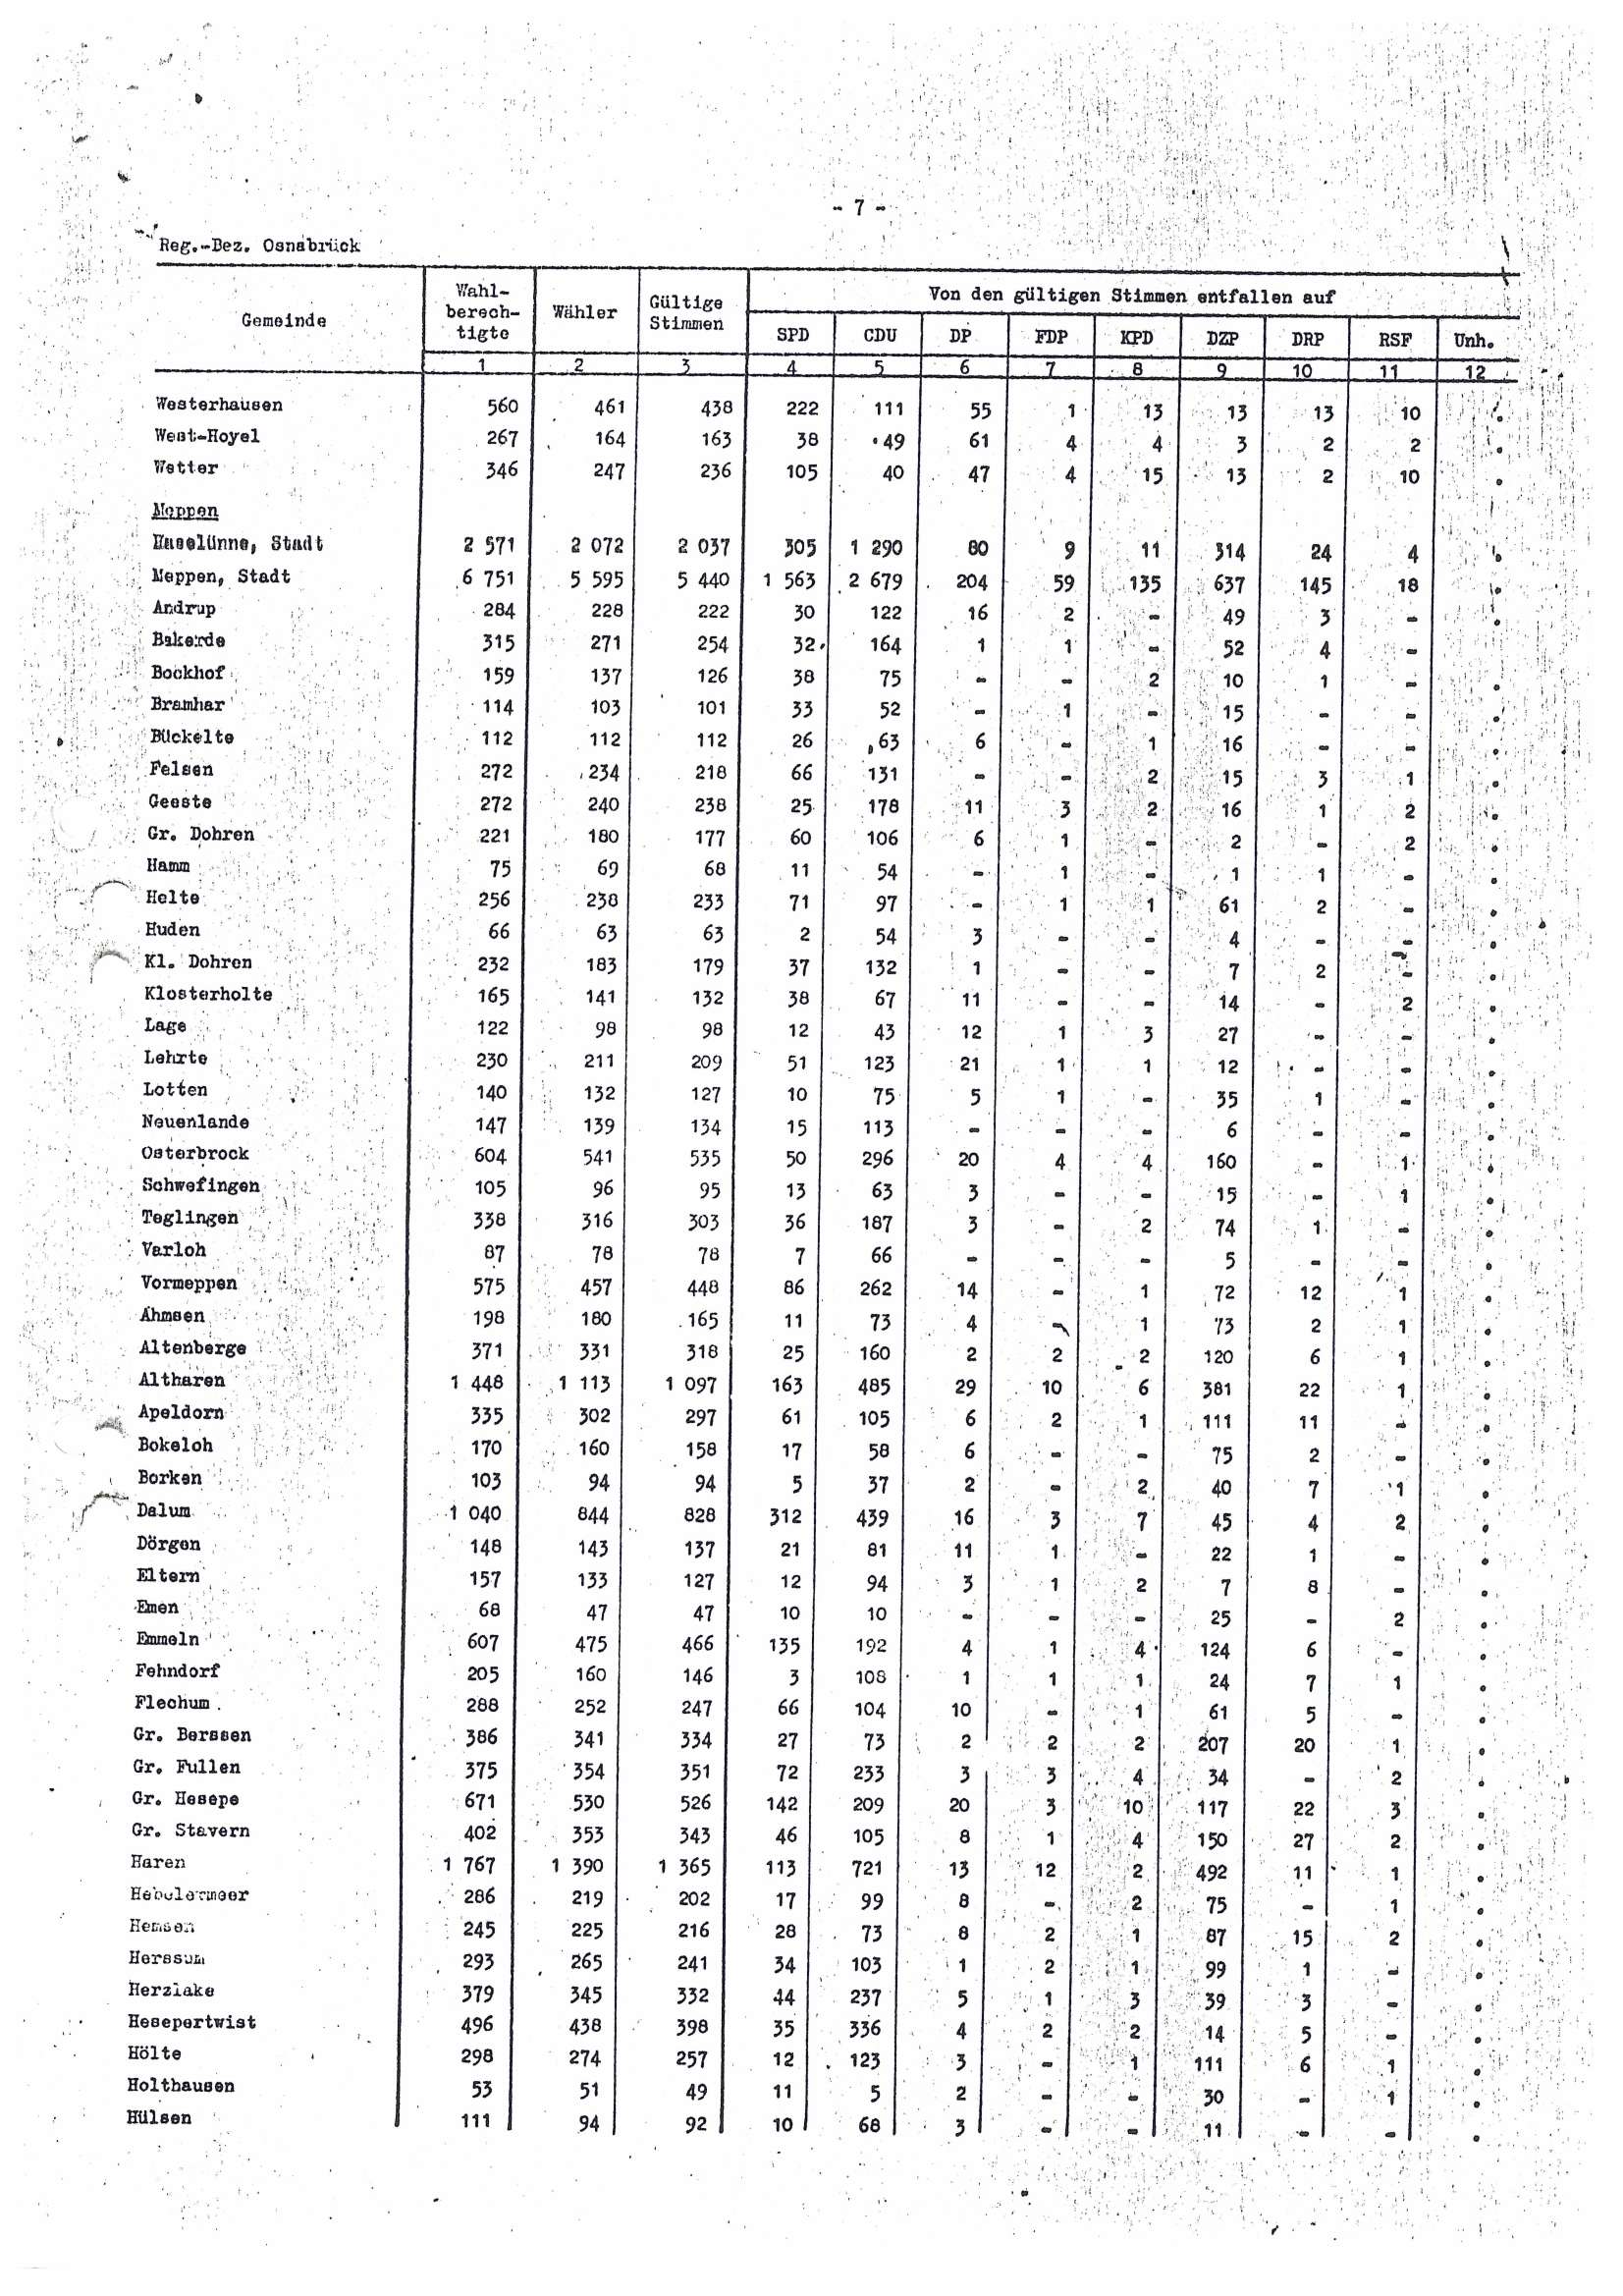 - 7 -
Reg.-Bez. Osnabrück
Gemeinde Wahl-berech-tigte Wähler Gültige Stimmen Von den gültigen Stimmen entfallen auf
SPD CDU DP FDP KPD DZP DRP RSF Unh.
1 2 3 4 5 6 7 8 9 10 11 12
Westerhausen 560 461 438 222 111 55 1 13 13 13 10 .
West-Hoyel 267 164 163 38 49 61 4 4 3 2 2 .
Wetter 346 247 236 105 40 47 4 15 13 2 10 .
Meppen
Haselünne, Stadt 2 571 2 072 2 037 305 1 290 80 9 11 314 24 4 .
Meppen, Stadt 6 751 5 595 5 440 1 563 2 679 204 59 135 637 145 18 .
Andrup 284 228 222 30 122 16 2 - 49 3 - .
Bakerde 315 271 254 32 164 1 1 - 52 4 - .
Bockhof 159 137 126 38 75 - - 2 10 1 - .
Bramhar 114 103 101 33 52 - 1 - 15 - - .
Bückelte 112 112 112 26 63 6 - 1 16 - - .
Felsen 272 234 218 66 131 - - 2 15 3 1 .
Geeste 272 240 238 25 178 11 3 2 16 1 2 .
Gr. Dohren 221 180 177 60 106 6 1 - 2 - 2 .
Hamm 75 69 68 11 54 - 1 - 1 1 - .
Helte 256 238 233 71 97 - 1 1 61 2 - .
Huden 66 63 63 2 54 3 - - 4 - - .
Kl. Dohren 232 183 179 37 132 1 - - 7 2 - .
Klosterholte 165 141 132 38 67 11 - - 14 - 2 .
Lage 122 98 98 12 43 12 1 3 27 - - .
Lehrte 230 211 209 51 123 21 1 1 12 - - .
Lotten 140 132 127 10 75 5 1 - 35 1 - .
Neuenlande 147 139 134 15 113 - - - 6 - - .
Osterbrock 604 541 535 50 296 20 4 4 160 - 1 .
Schwefingen 105 96 95 13 63 3 - - 15 - 1 .
Teglingen 338 316 303 36 187 3 - 2 74 1 - .
Varloh 87 78 78 7 66 - - - 5 - - .
Vormeppen 575 457 448 86 262 14 - 1 72 12 1 .
Ahmsen 198 180 165 11 73 4 - 1 73 2 1 .
Altenberge 371 331 318 25 160 2 2 2 120 6 1 .
Altharen 1 448 1 113 1 097 163 485 29 10 6 381 22 1 .
Apeldorn 335 302 297 61 105 6 2 1 111 11 - .
Bokeloh 170 160 158 17 58 6 - - 75 2 - .
Borken 103 94 94 5 37 2 - 2 40 7 1 .
Dalum 1 040 844 828 312 439 16 3 7 45 4 2 .
Dörgen 148 143 137 21 81 11 1 - 22 1 - .
Eltern 157 133 127 12 94 3 1 2 7 8 - .
Emen 68 47 47 10 10 - - - 25 - 2 .
Emmeln 607 475 466 135 192 4 1 4 124 6 - .
Fehndorf 205 160 146 3 108 1 1 1 24 7 1 .
Flechum 288 252 247 66 104 10 - 1 61 5 - .
Gr. Berssen 386 341 334 27 73 2 2 2 207 20 1 .
Gr. Fullen 375 354 351 72 233 3 3 4 34 - 2 .
Gr. Hesepe 671 530 526 142 209 20 3 10 117 22 3 .
Gr. Stavern 402 353 343 46 105 8 1 4 150 27 2 .
Haren 1 767 1 390 1 365 113 721 13 12 2 492 11 1 .
Hebelermeer 286 219 202 17 99 8 - 2 75 - 1 .
Hemsen 245 225 216 28 73 8 2 1 87 15 2 .
Herssum 293 265 241 34 103 1 2 1 99 1 - .
Herzlake 379 345 332 44 237 5 1 3 39 3 - .
Hesepertwist 496 438 398 35 336 4 2 2 14 5 - .
Hölte 298 274 257 12 123 3 - 1 111 6 1 .
Holthausen 53 51 49 11 5 2 - - 30 - 1 .
Hülsen 111 94 92 10 68 3 - - 11 - - .